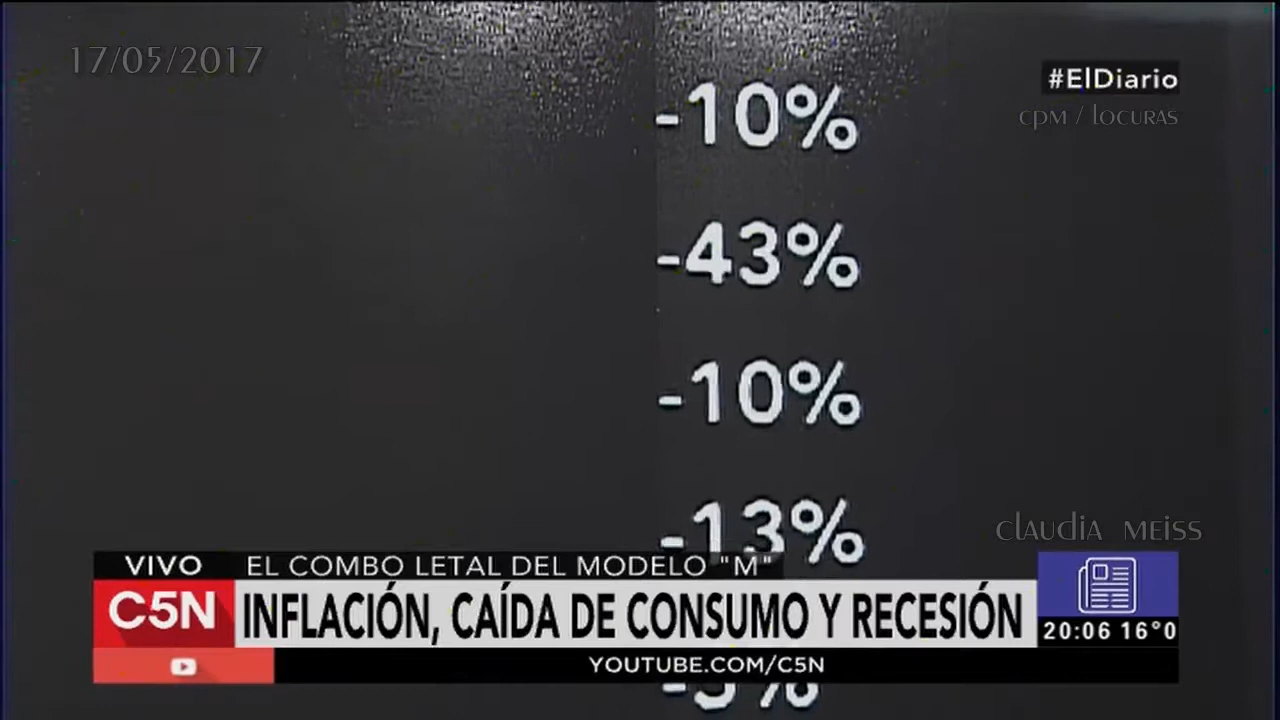 17/05/2017
#ElDiario
cpm / locuras
-10%
-43%
-10%
-13%
claudia meiss
VIVO
EL COMBO LETAL DEL MODELO "M"
C5N
INFLACIÓN, CAÍDA DE CONSUMO Y RECESIÓN
20:06 16°0
YOUTUBE.COM/C5N